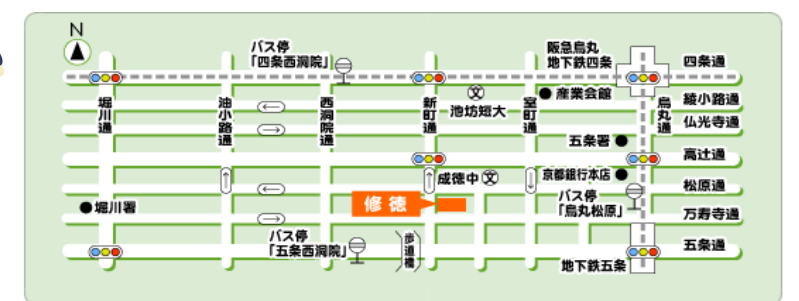 N
バス停
「四条西洞院」
阪急烏丸
地下鉄四条
四条通
堀川通
油小路通
西洞院通
新町通
文
池坊短大
室町通
産業会館
烏丸通
綾小路通
仏光寺通
五条署
高辻通
成徳中
文
京都銀行本店
松原通
堀川署
修徳
バス停
「烏丸松原」
万寿寺通
バス停
「五条西洞院」
歩道橋
五条通
地下鉄五条